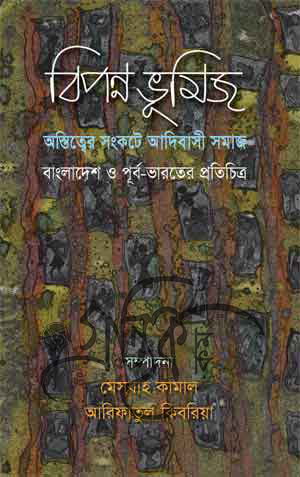 বিপন্ন ভূমিজ
অস্তিত্বের সংকটে আদিবাসী সমাজ
বাংলাদেশ ও পূর্ব-ভারতের প্রতিচিত্র
সম্পাদনা
মেসবাহ কামাল
আরিফাতুল কিবরিয়া